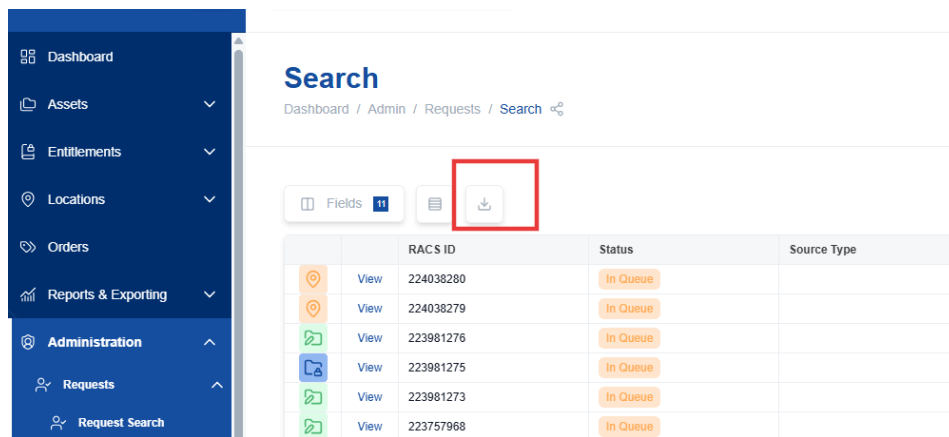 Dashboard
Assets
Entitlements
Locations
Orders
Reports & Exporting
Administration
Requests
Request Search
Search
Dashboard / Admin / Requests / Search
Fields 11
RACS ID Status Source Type
View 224038280 In Queue
View 224038279 In Queue
View 223981276 In Queue
View 223981275 In Queue
View 223981273 In Queue
View 223757968 In Queue